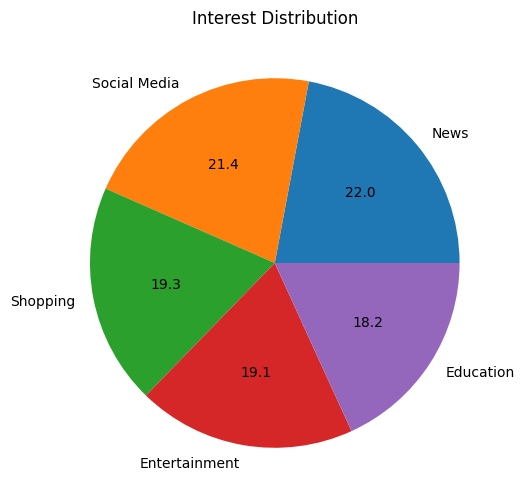 Interest Distribution
Social Media
News
21.4
22.0
Shopping
19.3
18.2
Education
19.1
Entertainment